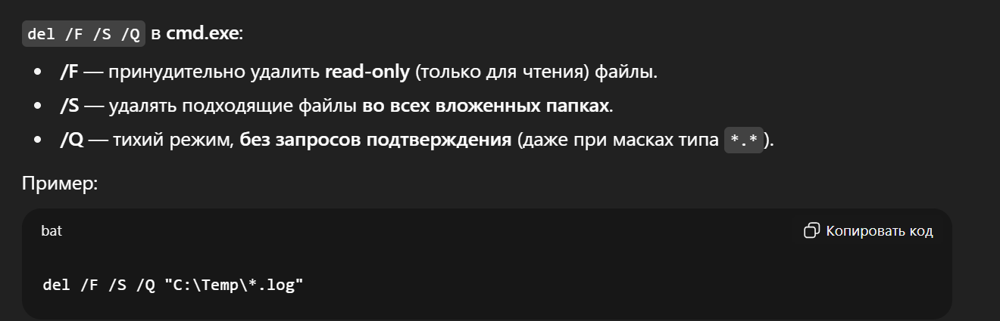 del /F /S /Q в cmd.exe:
• /F — принудительно удалить read-only (только для чтения) файлы.
• /S — удалять подходящие файлы во всех вложенных папках.
• /Q — тихий режим, без запросов подтверждения (даже при масках типа *.*).
Пример:
bat Копировать код
del /F /S /Q "C:\Temp\*.log"